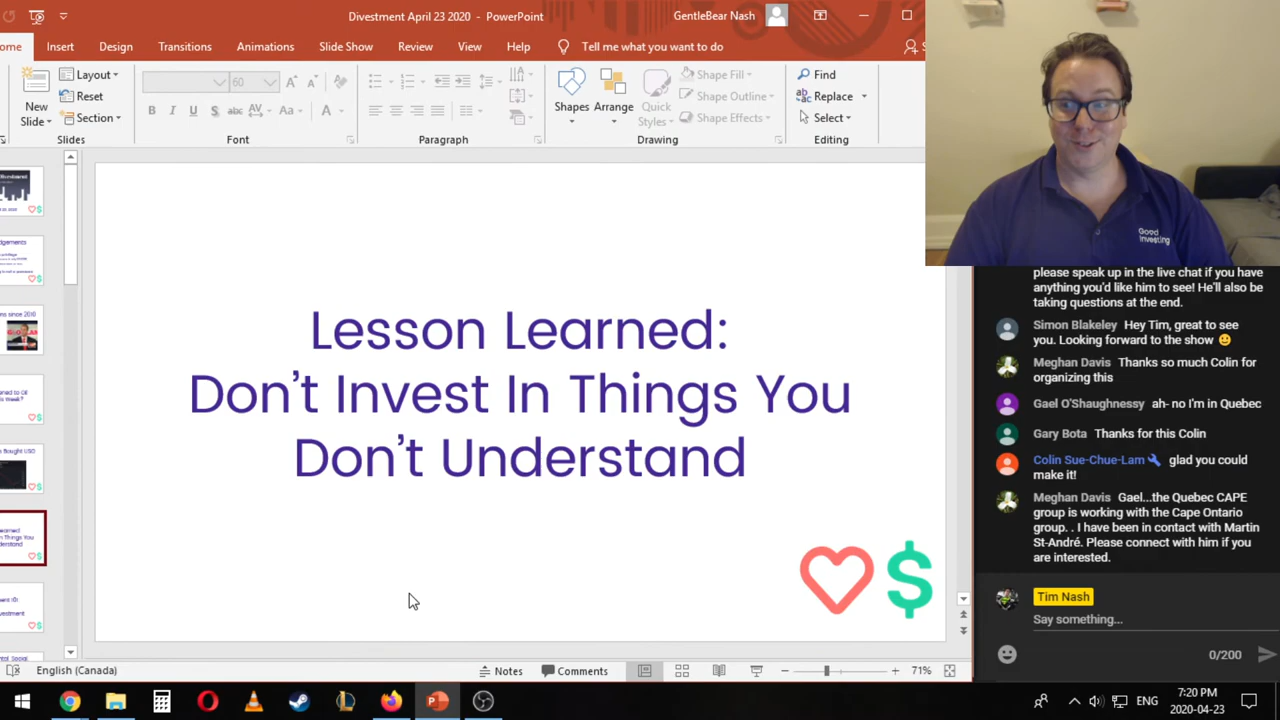 Divestment April 23 2020 - PowerPoint
GentleBear Nash
ome
Insert
Design
Transitions
Animations
Slide Show
Review
View
Help
Tell me what you want to do
New
Slide
Layout
Reset
Section
60
B I U S abc AV Aa A
Shapes
Arrange
Quick
Styles
Shape Fill
Shape Outline
Shape Effects
Find
Replace
Select
Slides
Font
Paragraph
Drawing
Editing
Lesson Learned:
Don't Invest In Things You
Don't Understand
Good
Investing
please speak up in the live chat if you have
anything you'd like him to see! He'll also be
taking questions at the end.
Simon Blakeley Hey Tim, great to see
you. Looking forward to the show
Meghan Davis Thanks so much Colin for
organizing this
Gael O'Shaughnessy ah- no I'm in Quebec
Gary Bota Thanks for this Colin
Colin Sue-Chue-Lam glad you could
make it!
Meghan Davis Gael...the Quebec CAPE
group is working with the Cape Ontario
group. . I have been in contact with Martin
St-André. Please connect with him if you
are interested.
Tim Nash
Say something...
0/200
English (Canada)
Notes
Comments
71%
ENG
7:20 PM
2020-04-23